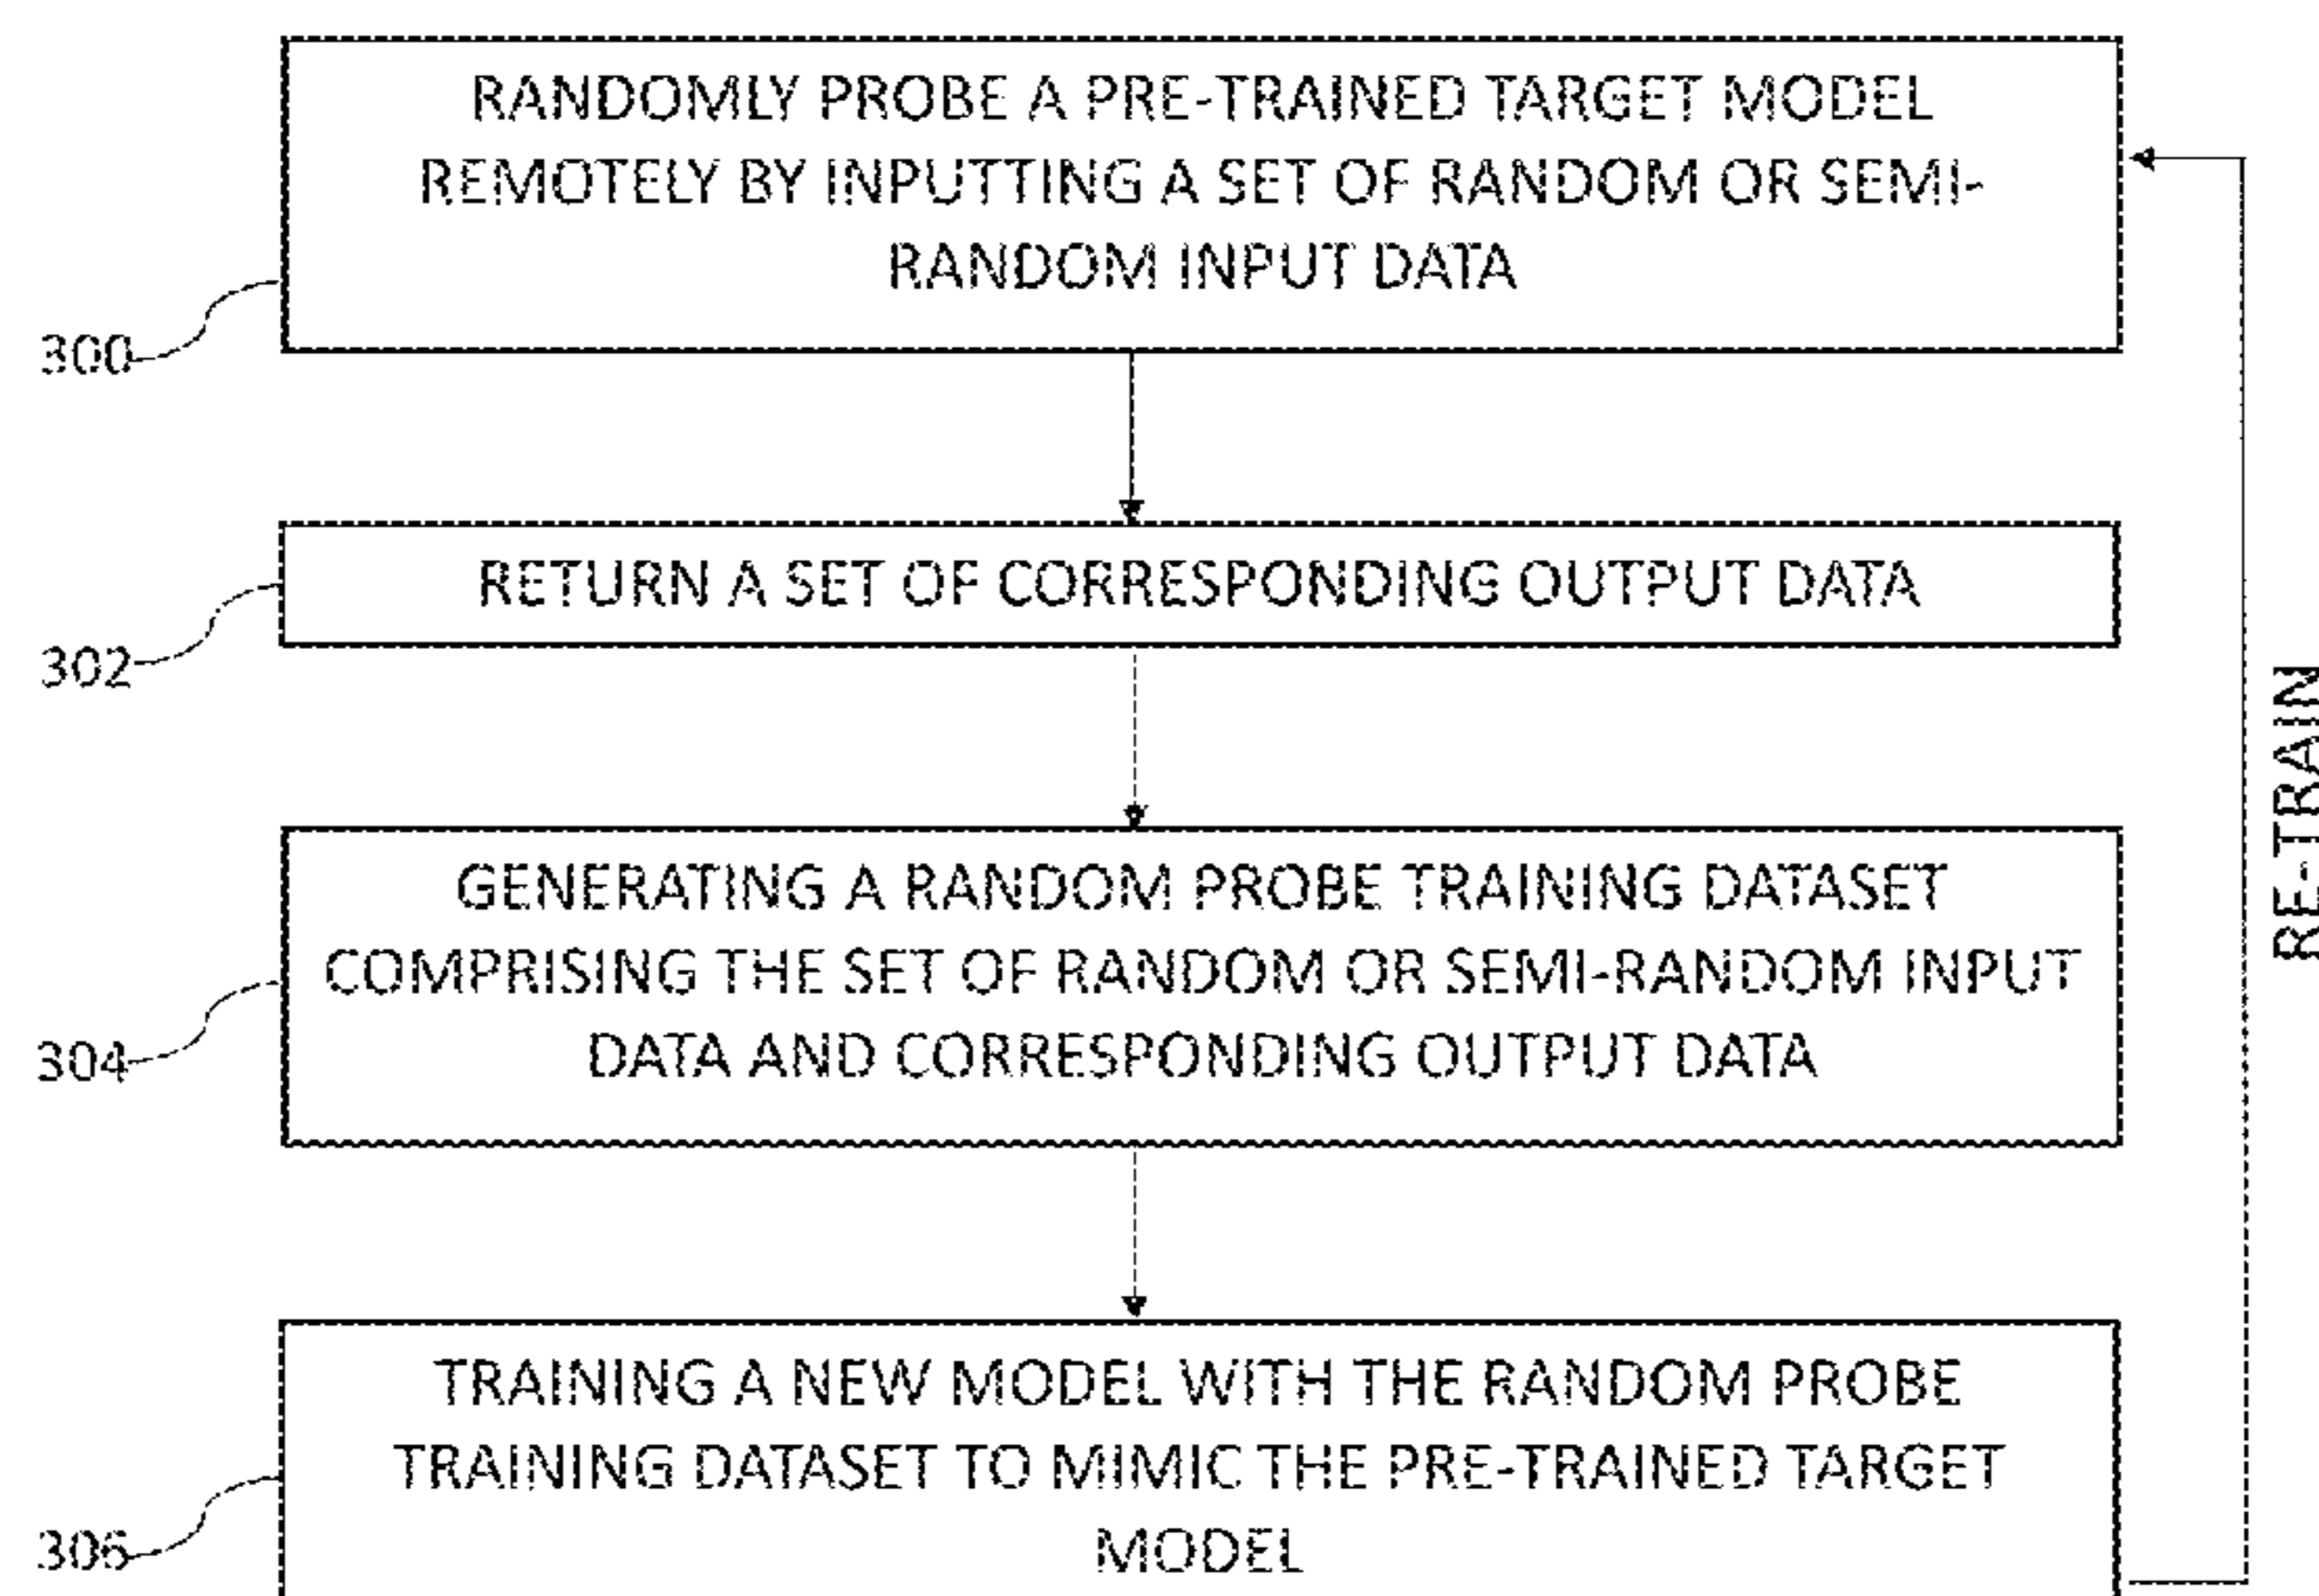 RANDOMLY PROBE A PRE-TRAINED TARGET MODEL
REMOTELY BY INPUTTING A SET OF RANDOM OR SEMI-
RANDOM INPUT DATA
300
RETURN A SET OF CORRESPONDING OUTPUT DATA
302
GENERATING A RANDOM PROBE TRAINING DATASET
COMPRISING THE SET OF RANDOM OR SEMI-RANDOM INPUT
DATA AND CORRESPONDING OUTPUT DATA
304
TRAINING A NEW MODEL WITH THE RANDOM PROBE
TRAINING DATASET TO MIMIC THE PRE-TRAINED TARGET
MODEL
306
RE-TRAIN